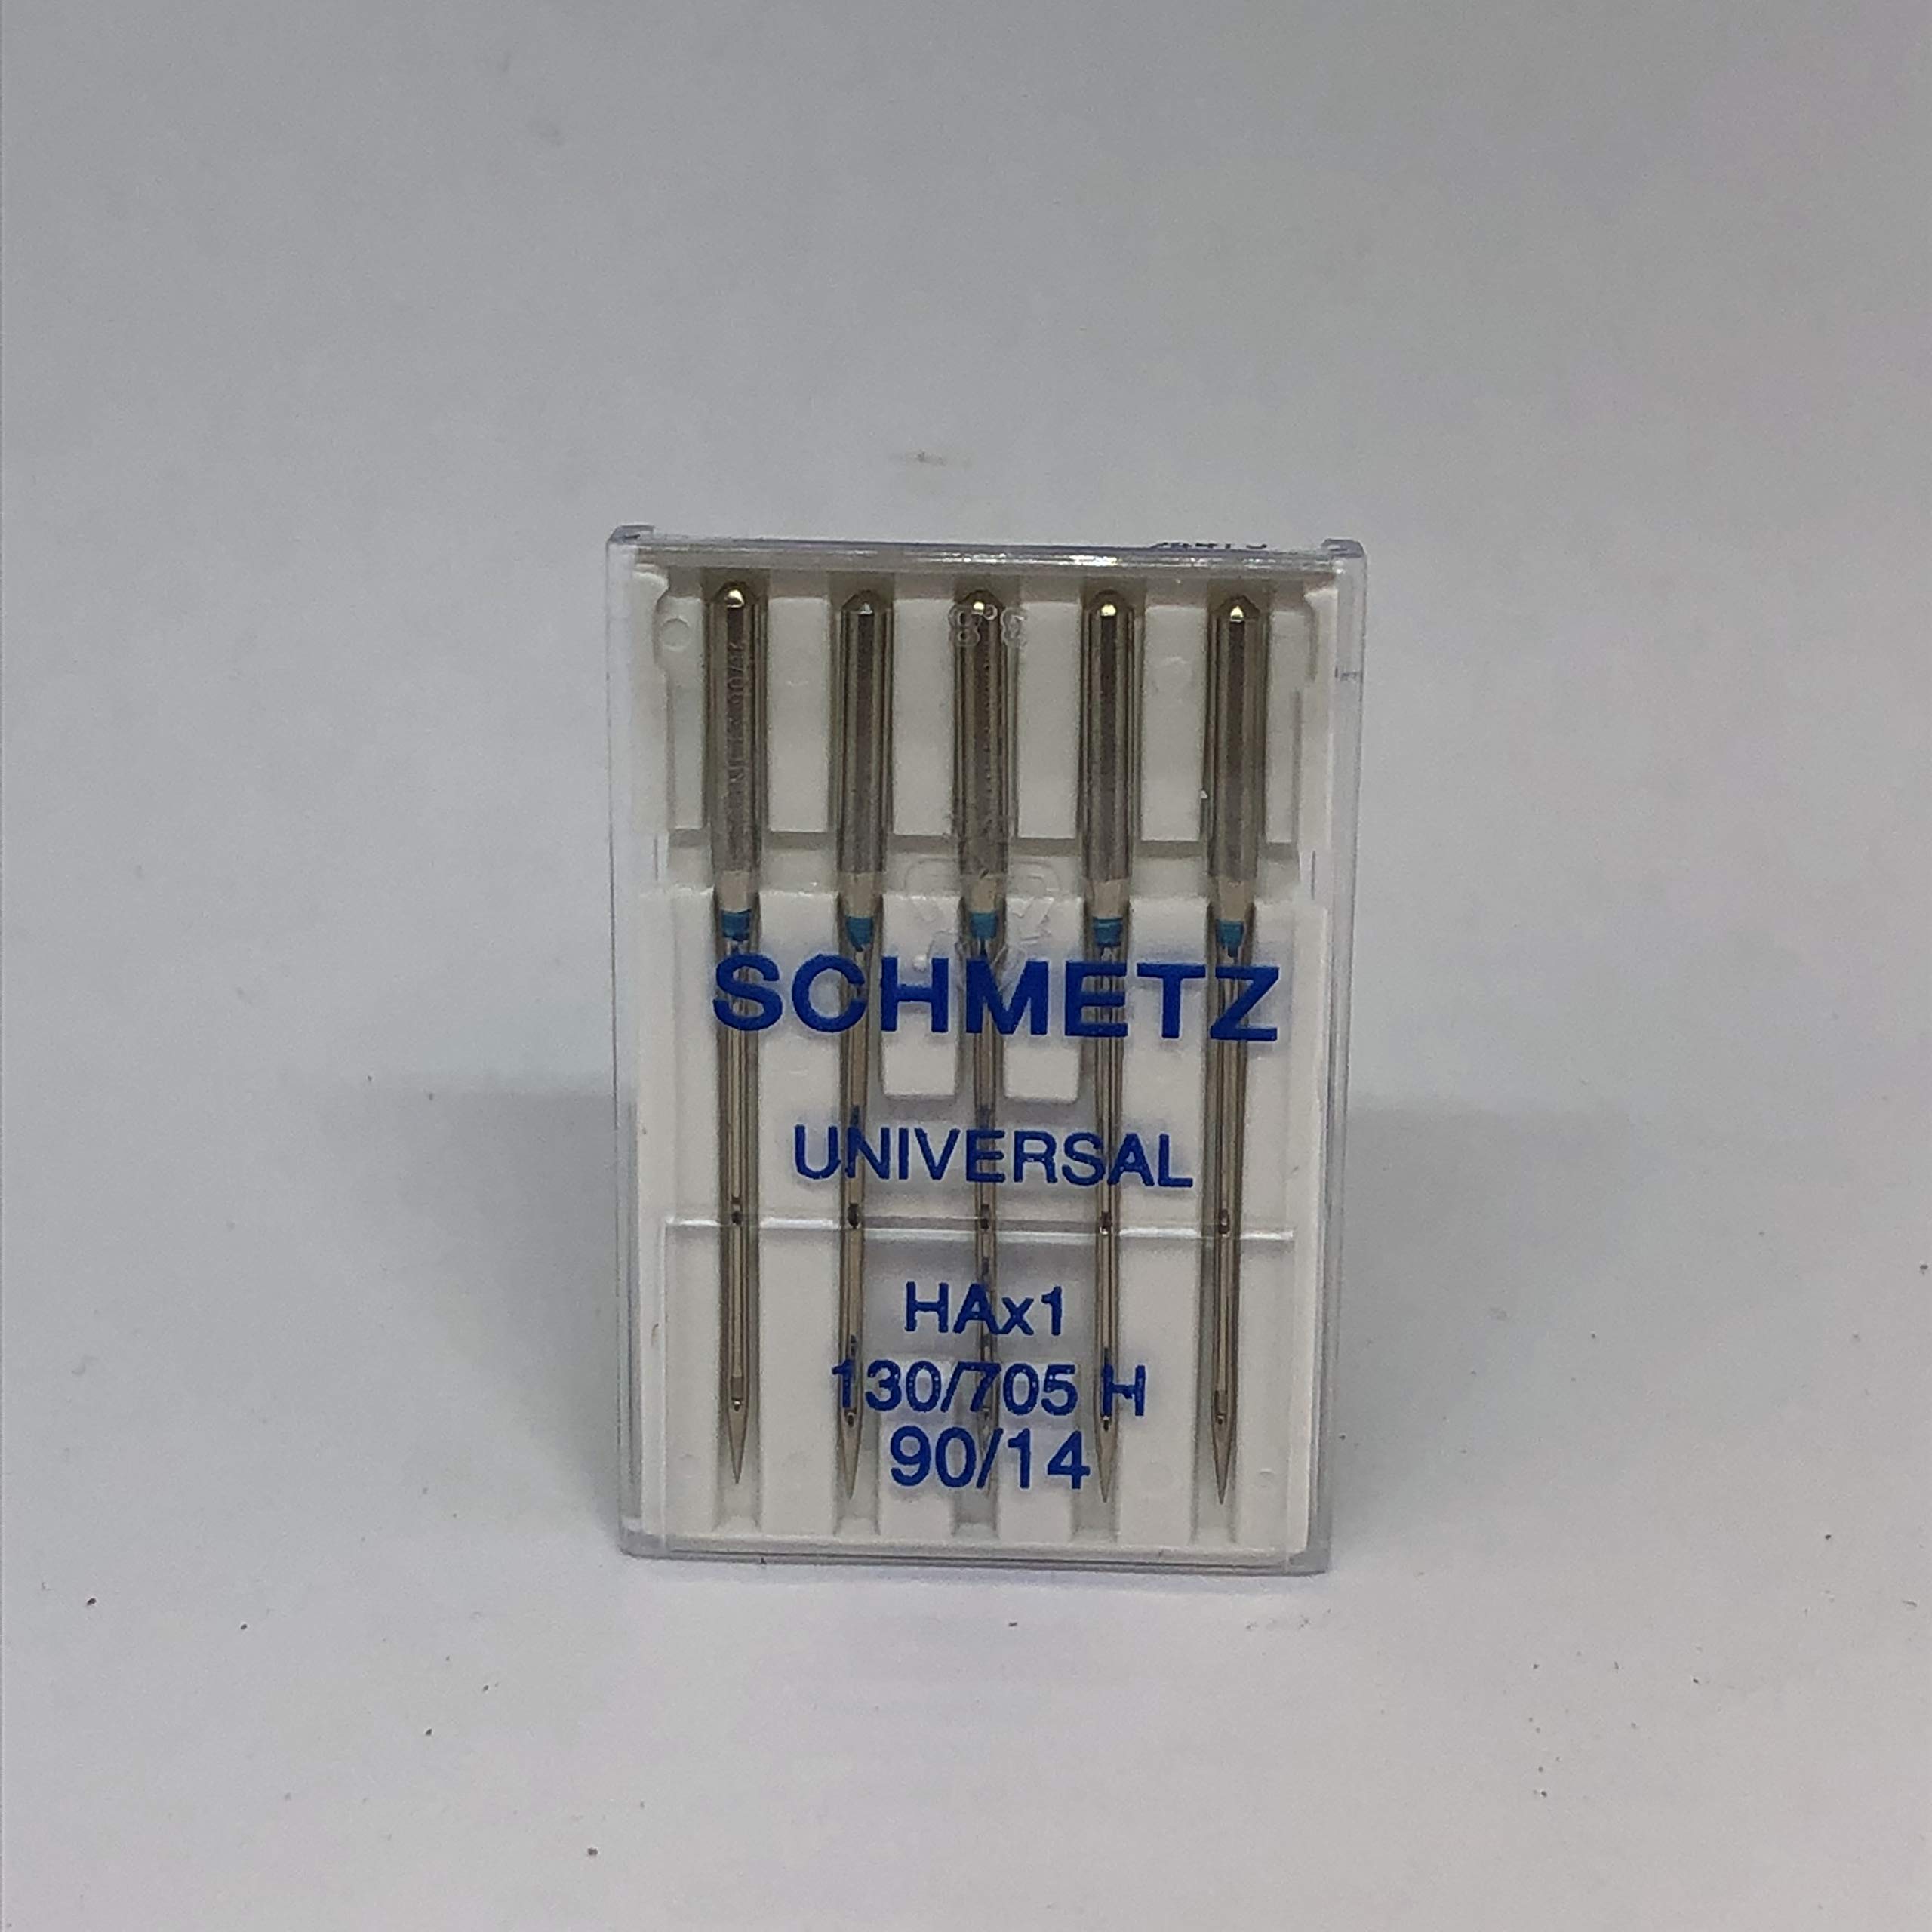 SCHMETZ
UNIVERSAL
HAx1
130/705 H
90/14